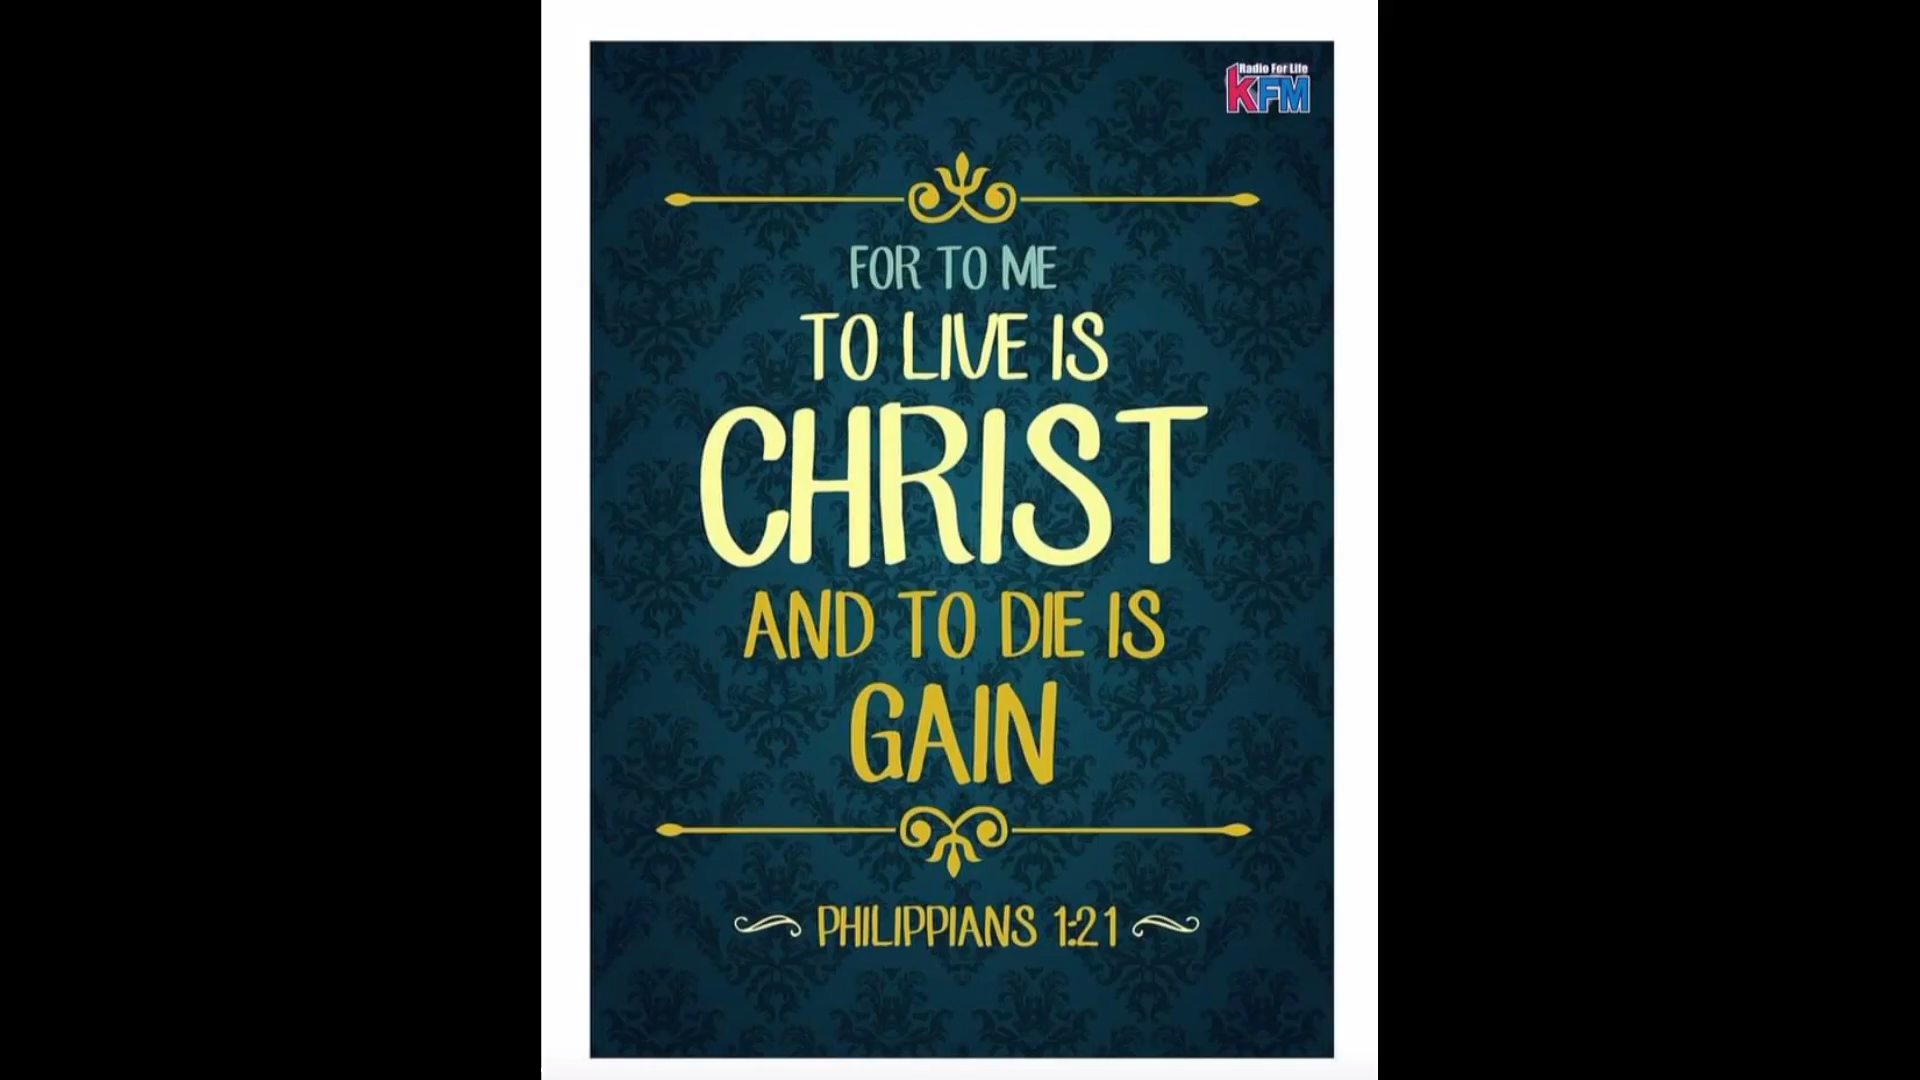 Radio For Life
KFM
FOR TO ME
TO LIVE IS
CHRIST
AND TO DIE IS
GAIN
PHILIPPIANS 1:21